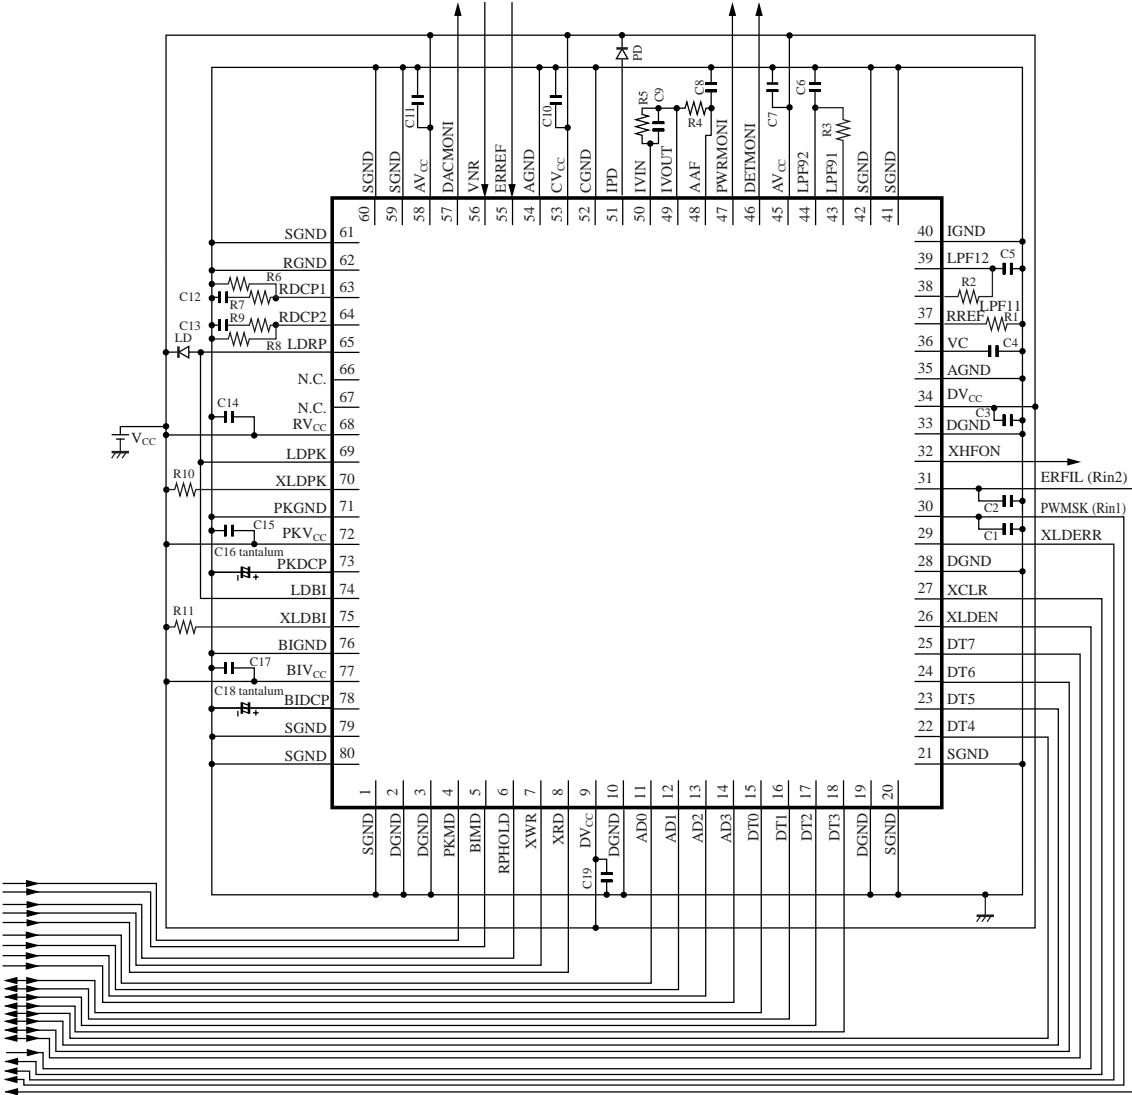 PD
C11
C10
R5
C9
R4
C8
C7
C6
R3
SGND
SGND
AVCC
DACMONI
VNR
ERREF
AGND
CVCC
CGND
IPD
IVIN
IVOUT
AAF
PWRMONI
DETMONI
AVCC
LPF92
LPF91
SGND
SGND
60
59
58
57
56
55
54
53
52
51
50
49
48
47
46
45
44
43
42
41
SGND 61
RGND 62
R6
C12
R7
RDCP1 63
C13
R9
RDCP2 64
R8
LD
LDRP 65
N.C. 66
N.C. 67
C14
RVCC 68
VCC
LDPK 69
R10
XLDPK 70
PKGND 71
C15
PKVCC 72
C16 tantalum
PKDCP 73
- +
LDBI 74
R11
XLDBI 75
BIGND 76
C17
BIVCC 77
C18 tantalum
BIDCP 78
- +
SGND 79
SGND 80
40 IGND
39 LPF12
C5
38
R2
LPF11
37 RREF
R1
36 VC
C4
35 AGND
34 DVCC
C3
33 DGND
32 XHFON
31
ERFIL (Rin2)
C2
30
PWMSK (Rin1)
C1
29
XLDERR
28 DGND
27 XCLR
26 XLDEN
25 DT7
24 DT6
23 DT5
22 DT4
21 SGND
1
2
3
4
5
6
7
8
9
10
11
12
13
14
15
16
17
18
19
20
SGND
DGND
DGND
PKMD
BIMD
RPHOLD
XWR
XRD
DVCC
DGND
AD0
AD1
AD2
AD3
DT0
DT1
DT2
DT3
DGND
SGND
C19